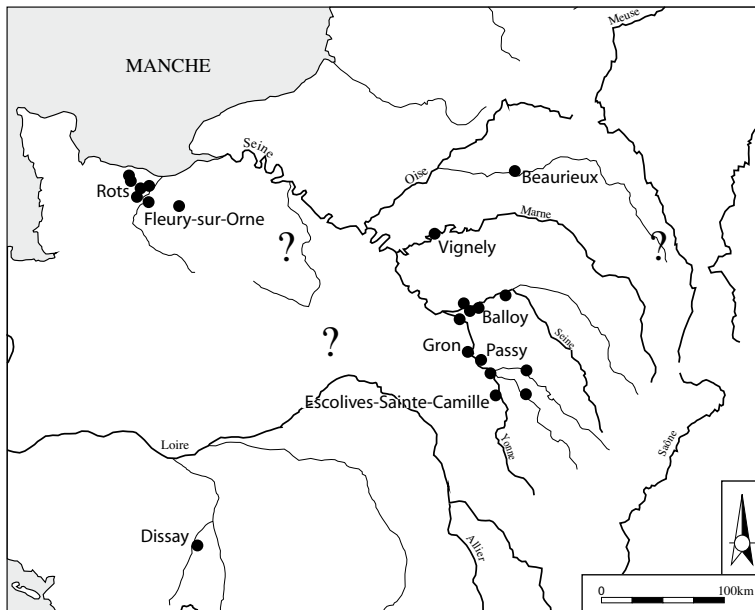 Meuse
MANCHE
Seine
Oise
Beaurieux
Rots
Fleury-sur-Orne
Marne
?
Vignely
?
Balloy
Seine
?
Gron
Passy
Escolives-Sainte-Camille
Yonne
Saône
Loire
Dissay
Allier
0 100km